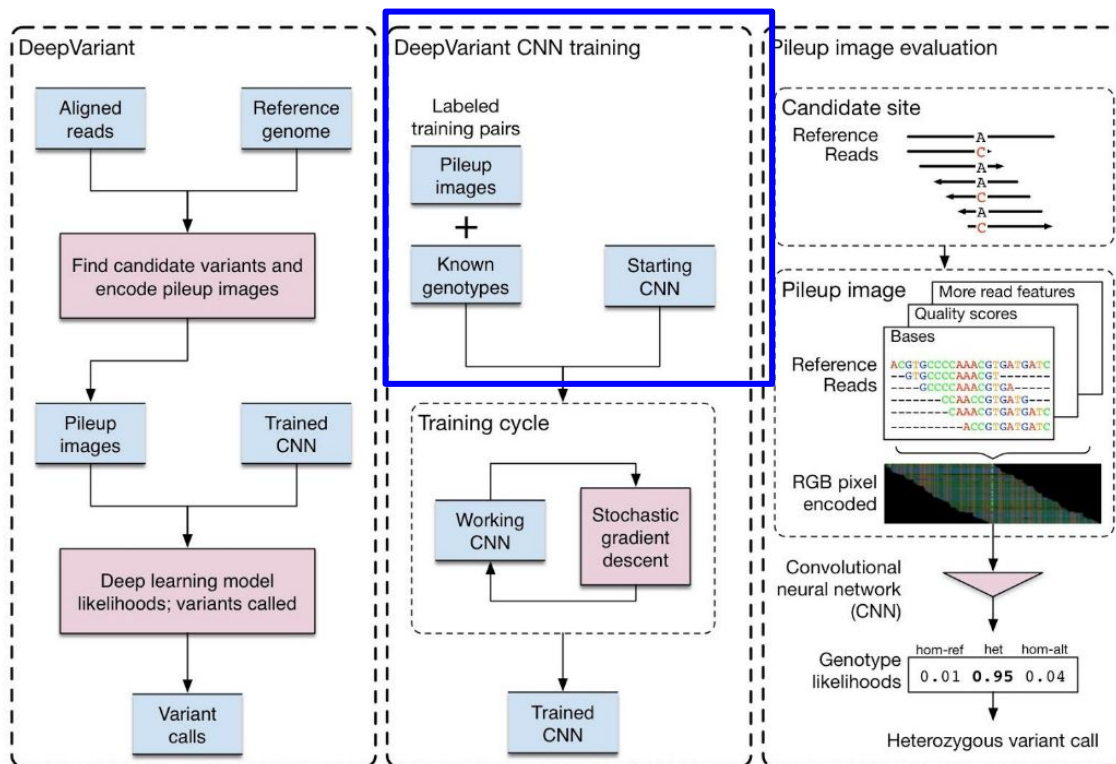 DeepVariant
Aligned
reads
Reference
genome
Find candidate variants and
encode pileup images
Pileup
images
Trained
CNN
Deep learning model
likelihoods; variants called
Variant
calls
DeepVariant CNN training
Labeled
training pairs
Pileup
images
+
Known
genotypes
Starting
CNN
Training cycle
Working
CNN
Stochastic
gradient
descent
Trained
CNN
Pileup image evaluation
Candidate site
Reference
Reads
A
C
A
A
C
A
C
Pileup image
More read features
Quality scores
Bases
Reference
Reads
ACGTGCCCCAAACGTGATGATC
--GTGCCCCAAACGT-------
----GCCCCAAACGTGA-----
-------CCAACCGTGATG---
--------CAAACGTGATGATC
----------ACCGTGATGATC
RGB pixel
encoded
Convolutional
neural network
(CNN)
hom-ref het hom-alt
Genotype
likelihoods
0.01 0.95 0.04
Heterozygous variant call